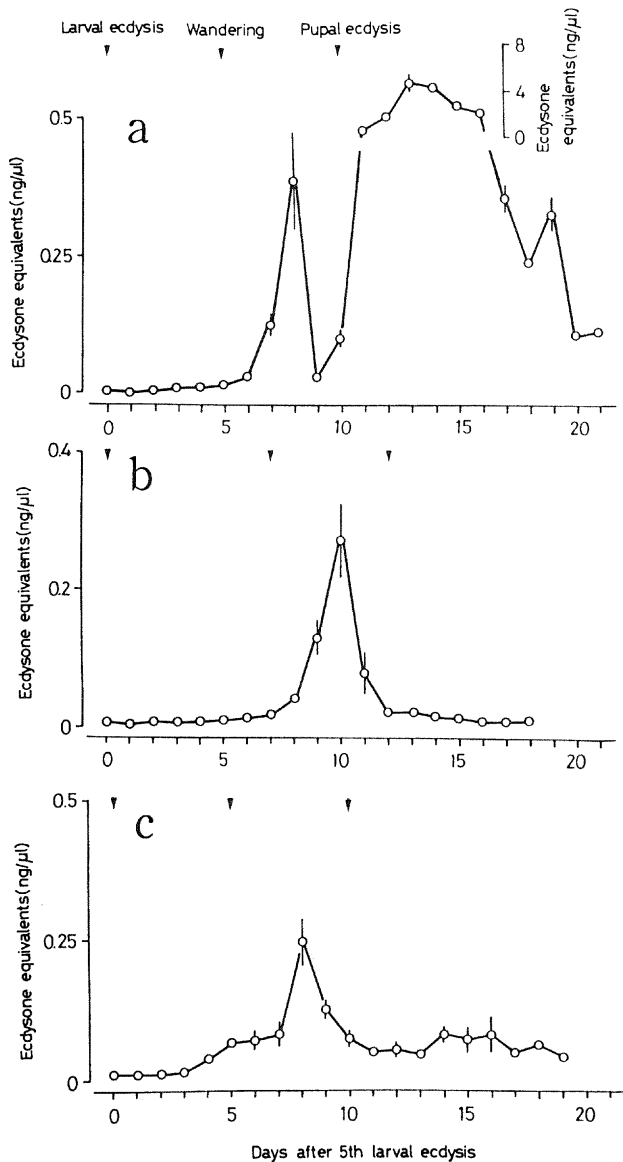 Larval ecdysis Wandering Pupal ecdysis
a
Ecdysone equivalents(ng/µl)
0.5
0.25
0
8
4
0
Ecdysone
equivalents(ng/µl)
0 5 10 15 20
b
Ecdysone equivalents(ng/µl)
0.4
0.2
0
0 5 10 15 20
c
Ecdysone equivalents(ng/µl)
0.5
0.25
0
0 5 10 15 20
Days after 5th larval ecdysis